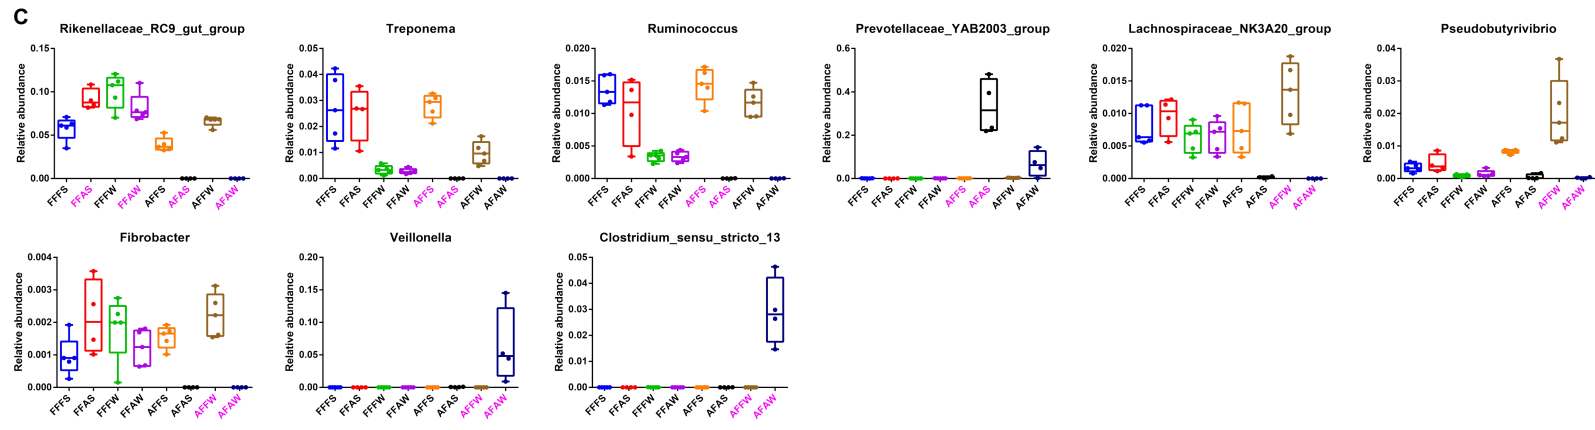 C
Rikenellaceae_RC9_gut_group
Relative abundance
0.15
0.10
0.05
0.00
FFFS FFAS FFFW FFAW AFFS AFAS AFFW AFAW
Treponema
Relative abundance
0.05
0.04
0.03
0.02
0.01
0.00
FFFS FFAS FFFW FFAW AFFS AFAS AFFW AFAW
Ruminococcus
Relative abundance
0.020
0.015
0.010
0.005
0.000
FFFS FFAS FFFW FFAW AFFS AFAS AFFW AFAW
Prevotellaceae_YAB2003_group
Relative abundance
0.6
0.4
0.2
0.00
FFFS FFAS FFFW FFAW AFFS AFAS AFFW AFAW
Lachnospiraceae_NK3A20_group
Relative abundance
0.020
0.015
0.010
0.005
0.000
FFFS FFAS FFFW FFAW AFFS AFAS AFFW AFAW
Pseudobutyrivibrio
Relative abundance
0.04
0.03
0.02
0.01
0.00
FFFS FFAS FFFW FFAW AFFS AFAS AFFW AFAW
Fibrobacter
Relative abundance
0.004
0.003
0.002
0.001
0.000
FFFS FFAS FFFW FFAW AFFS AFAS AFFW AFAW
Veillonella
Relative abundance
0.20
0.15
0.10
0.05
0.00
FFFS FFAS FFFW FFAW AFFS AFAS AFFW AFAW
Clostridium_sensu_stricto_13
Relative abundance
0.05
0.04
0.03
0.02
0.01
0.00
FFFS FFAS FFFW FFAW AFFS AFAS AFFW AFAW